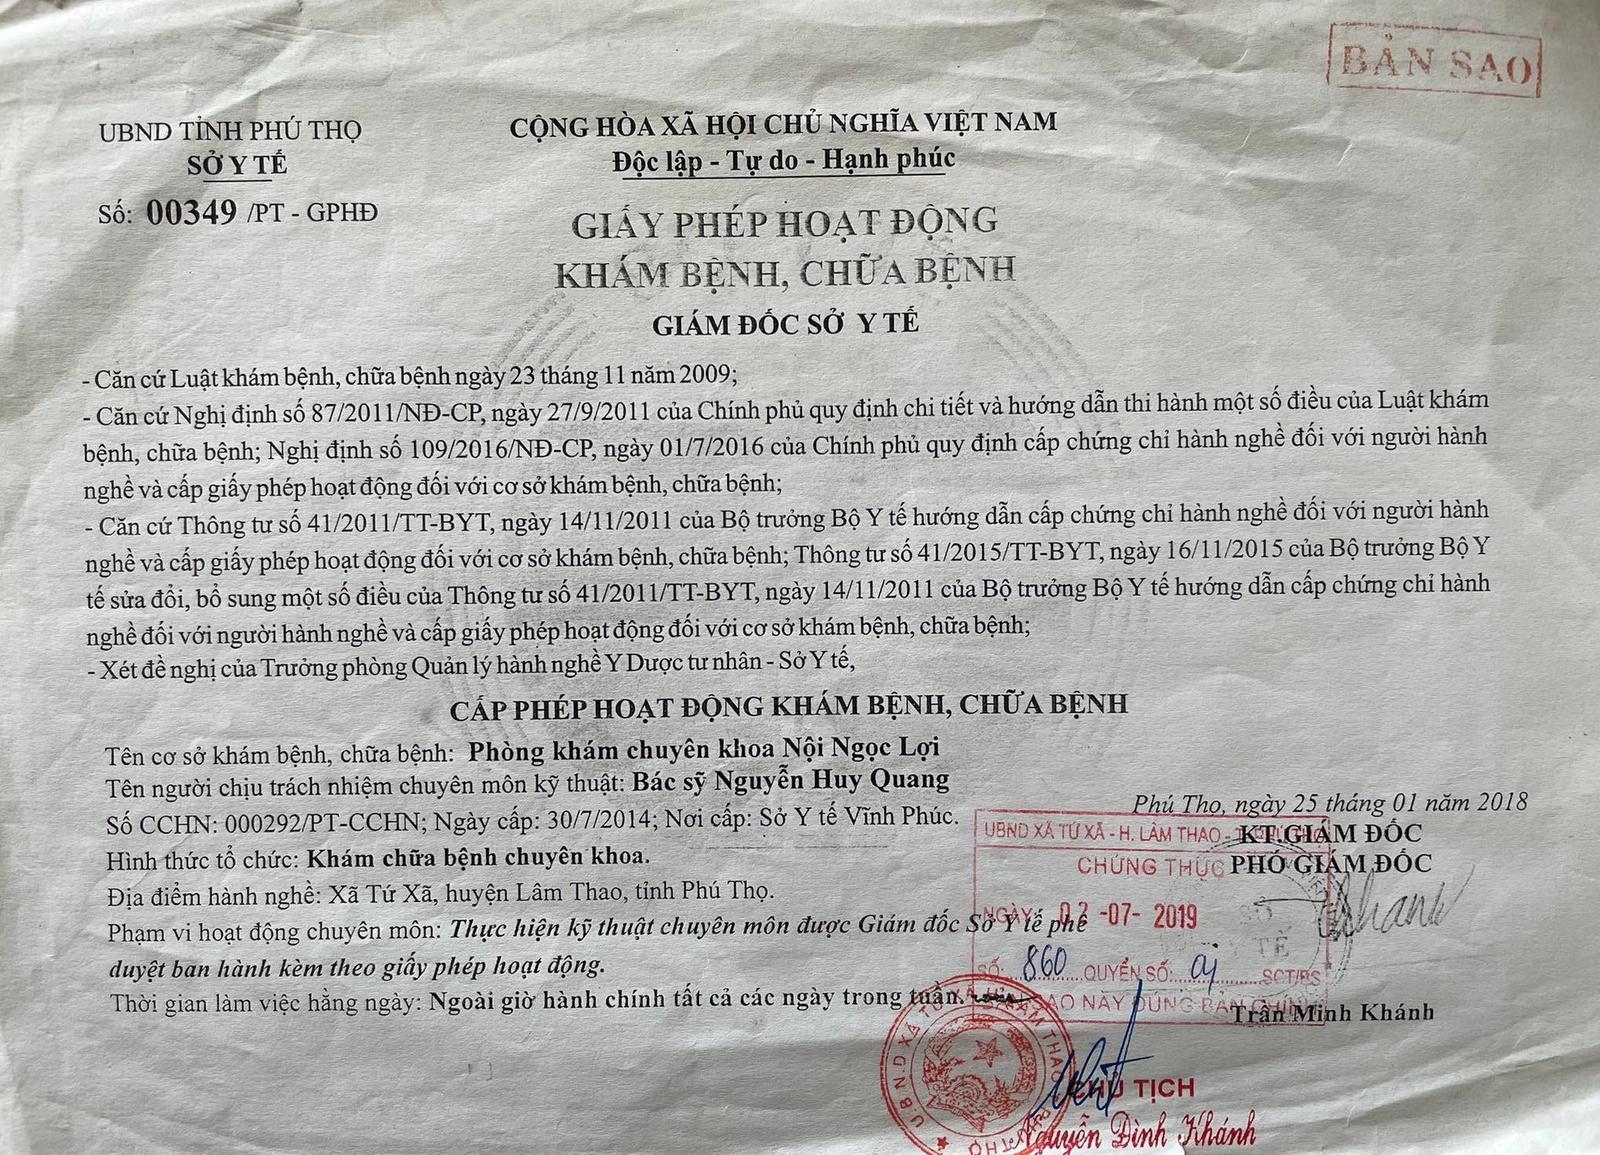 BẢN SAO
UBND TỈNH PHÚ THỌ
SỞ Y TẾ
Số: 00349 /PT - GPHĐ
CỘNG HÒA XÃ HỘI CHỦ NGHĨA VIỆT NAM
Độc lập - Tự do - Hạnh phúc
GIẤY PHÉP HOẠT ĐỘNG
KHÁM BỆNH, CHỮA BỆNH
GIÁM ĐỐC SỞ Y TẾ
- Căn cứ Luật khám bệnh, chữa bệnh ngày 23 tháng 11 năm 2009;
- Căn cứ Nghị định số 87/2011/NĐ-CP, ngày 27/9/2011 của Chính phủ quy định chi tiết và hướng dẫn thi hành một số điều của Luật khám
bệnh, chữa bệnh; Nghị định số 109/2016/NĐ-CP, ngày 01/7/2016 của Chính phủ quy định cấp chứng chỉ hành nghề đối với người hành
nghề và cấp giấy phép hoạt động đối với cơ sở khám bệnh, chữa bệnh;
- Căn cứ Thông tư số 41/2011/TT-BYT, ngày 14/11/2011 của Bộ trưởng Bộ Y tế hướng dẫn cấp chứng chỉ hành nghề đối với người hành
nghề và cấp giấy phép hoạt động đối với cơ sở khám bệnh, chữa bệnh; Thông tư số 41/2015/TT-BYT, ngày 16/11/2015 của Bộ trưởng Bộ Y
tế sửa đổi, bổ sung một số điều của Thông tư số 41/2011/TT-BYT, ngày 14/11/2011 của Bộ trưởng Bộ Y tế hướng dẫn cấp chứng chỉ hành
nghề đối với người hành nghề và cấp giấy phép hoạt động đối với cơ sở khám bệnh, chữa bệnh;
- Xét đề nghị của Trưởng phòng Quản lý hành nghề Y Dược tư nhân - Sở Y tế,
CẤP PHÉP HOẠT ĐỘNG KHÁM BỆNH, CHỮA BỆNH
Tên cơ sở khám bệnh, chữa bệnh: Phòng khám chuyên khoa Nội Ngọc Lợi
Tên người chịu trách nhiệm chuyên môn kỹ thuật: Bác sỹ Nguyễn Huy Quang
Số CCHN: 000292/PT-CCHN; Ngày cấp: 30/7/2014; Nơi cấp: Sở Y tế Vĩnh Phúc.
Hình thức tổ chức: Khám chữa bệnh chuyên khoa.
Địa điểm hành nghề: Xã Tứ Xã, huyện Lâm Thao, tỉnh Phú Thọ.
Phạm vi hoạt động chuyên môn: Thực hiện kỹ thuật chuyên môn được Giám đốc Sở Y tế phê
duyệt ban hành kèm theo giấy phép hoạt động.
Thời gian làm việc hằng ngày: Ngoài giờ hành chính tất cả các ngày trong tuần.
Phú Thọ, ngày 25 tháng 01 năm 2018
KT.GIÁM ĐỐC
PHÓ GIÁM ĐỐC
Khanh
SỞ
Y TẾ
Trần Minh Khánh
UBND XÃ TỨ XÃ - H. LÂM THAO -
CHỨNG THỰC
NGÀY 02 -07- 2019
SỐ: 860 QUYỂN SỐ: 01 SCT/BS
SAO NÀY ĐÚNG BẢN CHÍNH
U.B.N.D XÃ TỨ XÃ H. LÂM THAO
CHỦ TỊCH
Nguyễn Đình Khánh